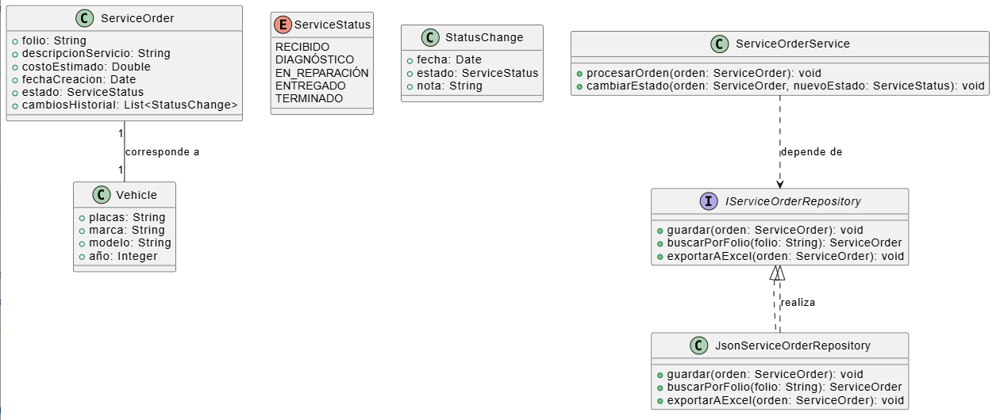 C ServiceOrder
folio: String
descripcionServicio: String
costoEstimado: Double
fechaCreacion: Date
estado: ServiceStatus
cambiosHistorial: List<StatusChange>
E ServiceStatus
RECIBIDO
DIAGNÓSTICO
EN_REPARACIÓN
ENTREGADO
TERMINADO
C StatusChange
fecha: Date
estado: ServiceStatus
nota: String
C ServiceOrderService
procesarOrden(orden: ServiceOrder): void
cambiarEstado(orden: ServiceOrder, nuevoEstado: ServiceStatus): void
1
corresponde a
1
C Vehicle
placas: String
marca: String
modelo: String
año: Integer
depende de
I IServiceOrderRepository
guardar(orden: ServiceOrder): void
buscarPorFolio(folio: String): ServiceOrder
exportarAExcel(orden: ServiceOrder): void
realiza
C JsonServiceOrderRepository
guardar(orden: ServiceOrder): void
buscarPorFolio(folio: String): ServiceOrder
exportarAExcel(orden: ServiceOrder): void